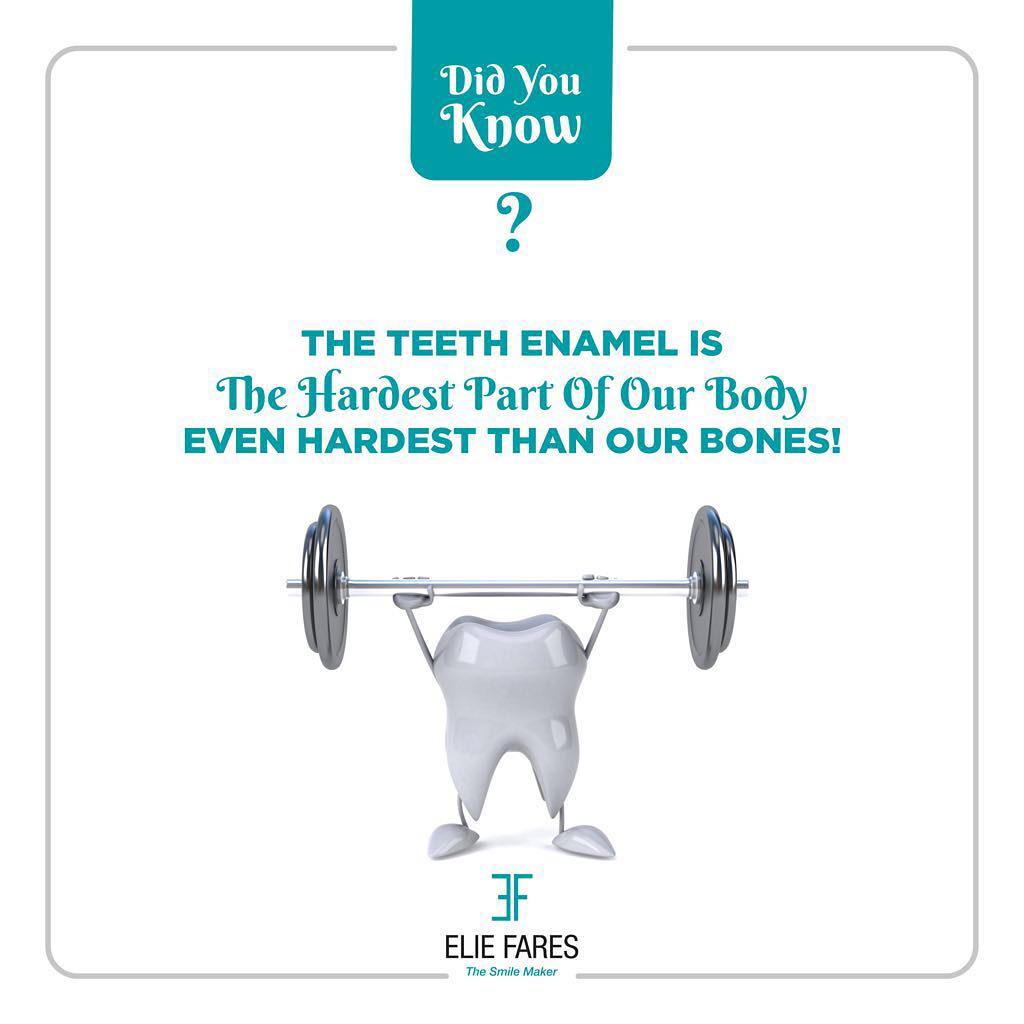 Did You
Know
?
THE TEETH ENAMEL IS
The Hardest Part Of Our Body
EVEN HARDEST THAN OUR BONES!
EF
ELIE FARES
The Smile Maker